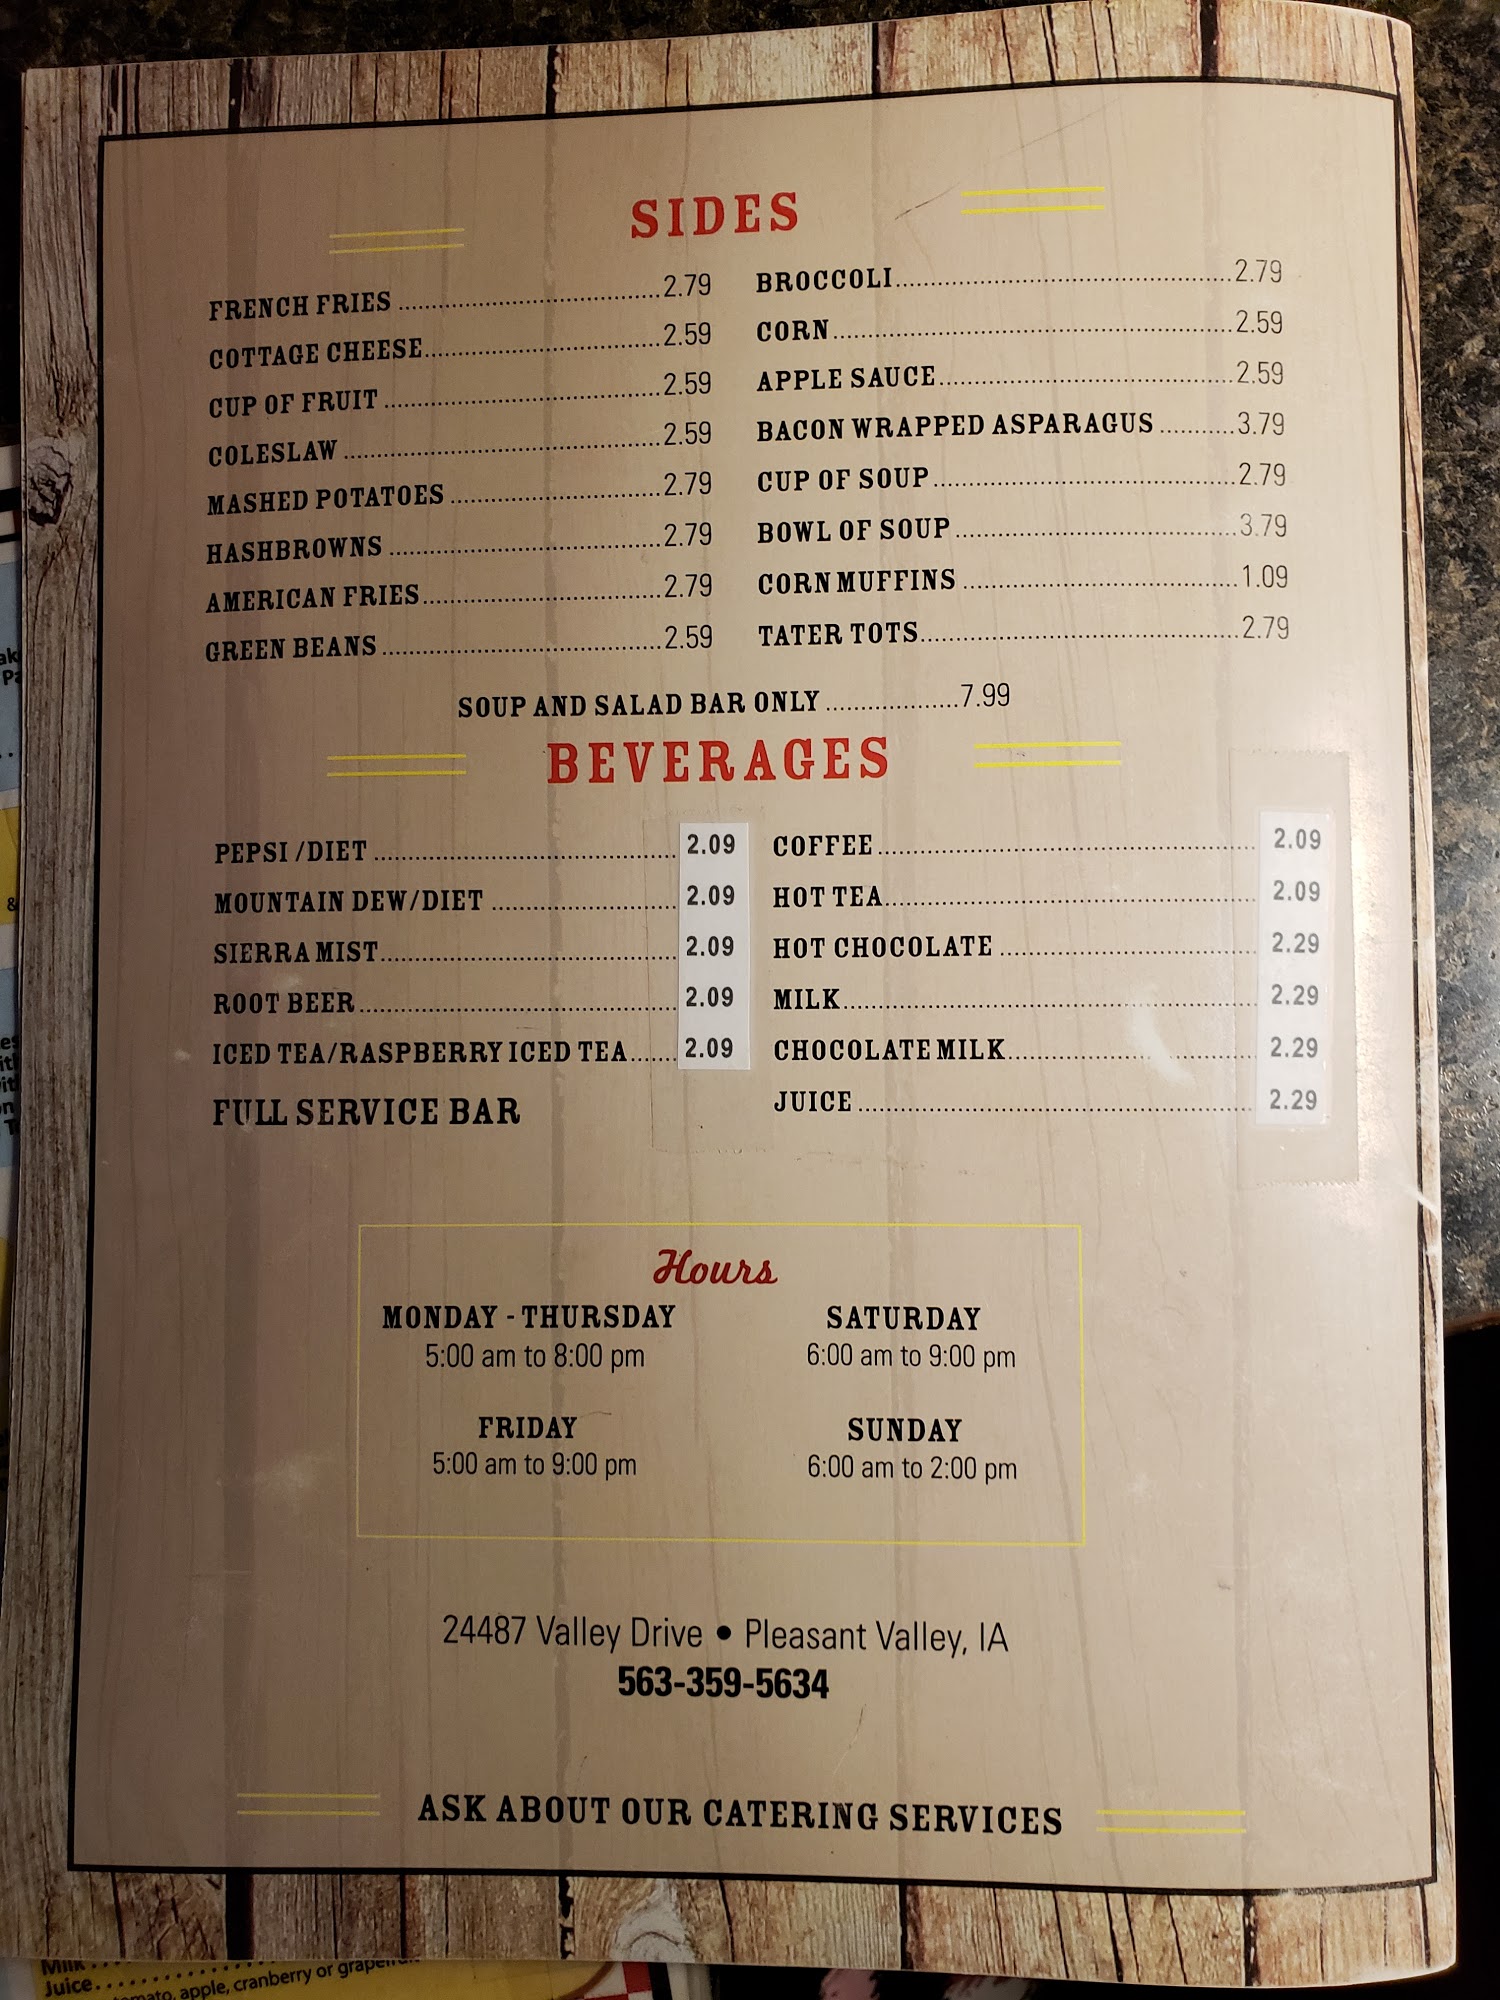 SIDES
FRENCH FRIES 2.79
COTTAGE CHEESE 2.59
CUP OF FRUIT 2.59
COLESLAW 2.59
MASHED POTATOES 2.79
HASHBROWNS 2.79
AMERICAN FRIES 2.79
GREEN BEANS 2.59
BROCCOLI 2.79
CORN 2.59
APPLE SAUCE 2.59
BACON WRAPPED ASPARAGUS 3.79
CUP OF SOUP 2.79
BOWL OF SOUP 3.79
CORN MUFFINS 1.09
TATER TOTS 2.79
SOUP AND SALAD BAR ONLY 7.99
BEVERAGES
PEPSI /DIET 2.09
MOUNTAIN DEW/DIET 2.09
SIERRA MIST 2.09
ROOT BEER 2.09
ICED TEA/RASPBERRY ICED TEA 2.09
FULL SERVICE BAR
COFFEE 2.09
HOT TEA 2.09
HOT CHOCOLATE 2.29
MILK 2.29
CHOCOLATE MILK 2.29
JUICE 2.29
Hours
MONDAY - THURSDAY
5:00 am to 8:00 pm
FRIDAY
5:00 am to 9:00 pm
SATURDAY
6:00 am to 9:00 pm
SUNDAY
6:00 am to 2:00 pm
24487 Valley Drive • Pleasant Valley, IA
563-359-5634
ASK ABOUT OUR CATERING SERVICES
Milk
Juice
apple, cranberry or